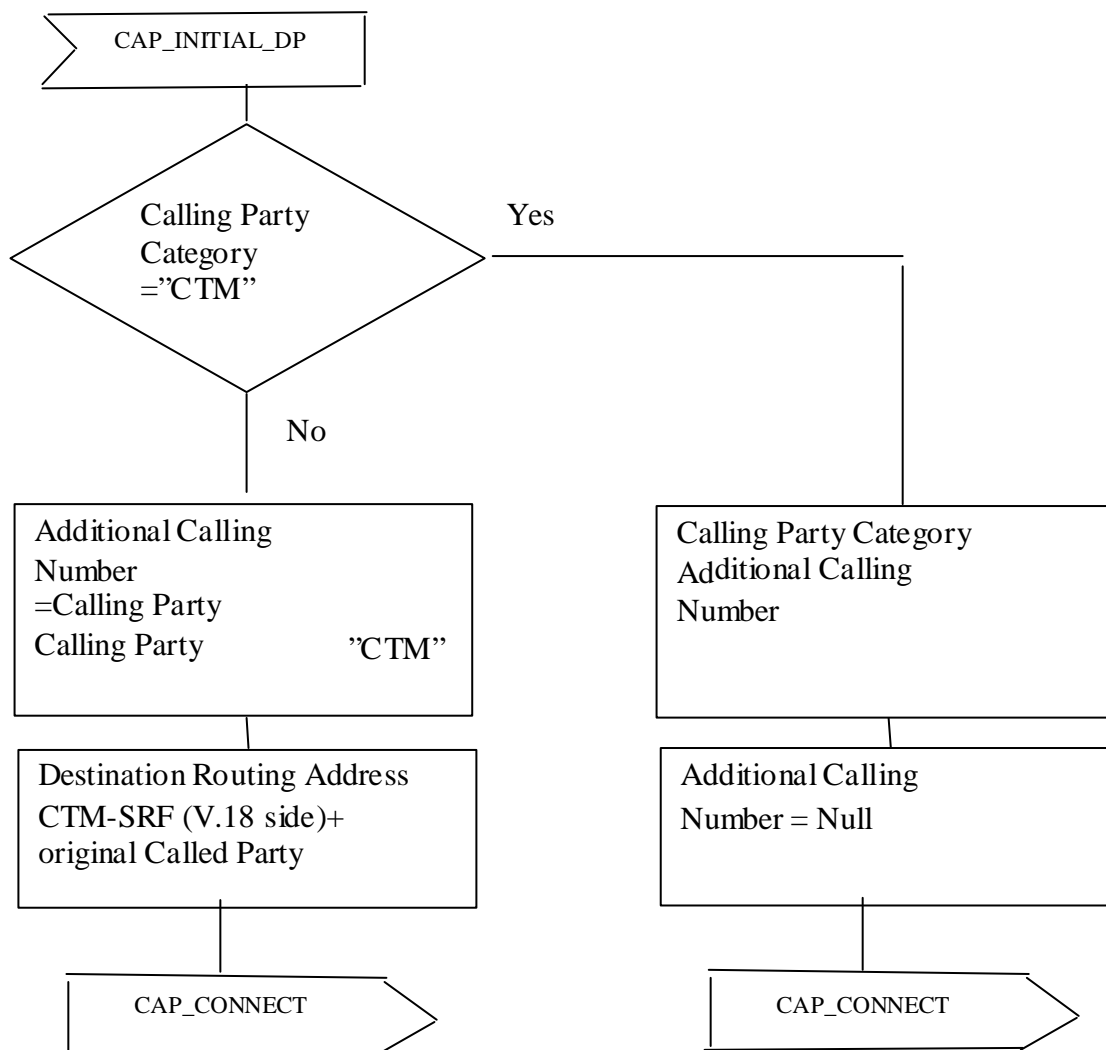 CAP_INITIAL_DP
Calling Party
Category
=”CTM”
Yes
No
Additional Calling
Number
=Calling Party
Calling Party ”CTM”
Calling Party Category
Additional Calling
Number
Destination Routing Address
CTM-SRF (V.18 side)+
original Called Party
Additional Calling
Number = Null
CAP_CONNECT
CAP_CONNECT